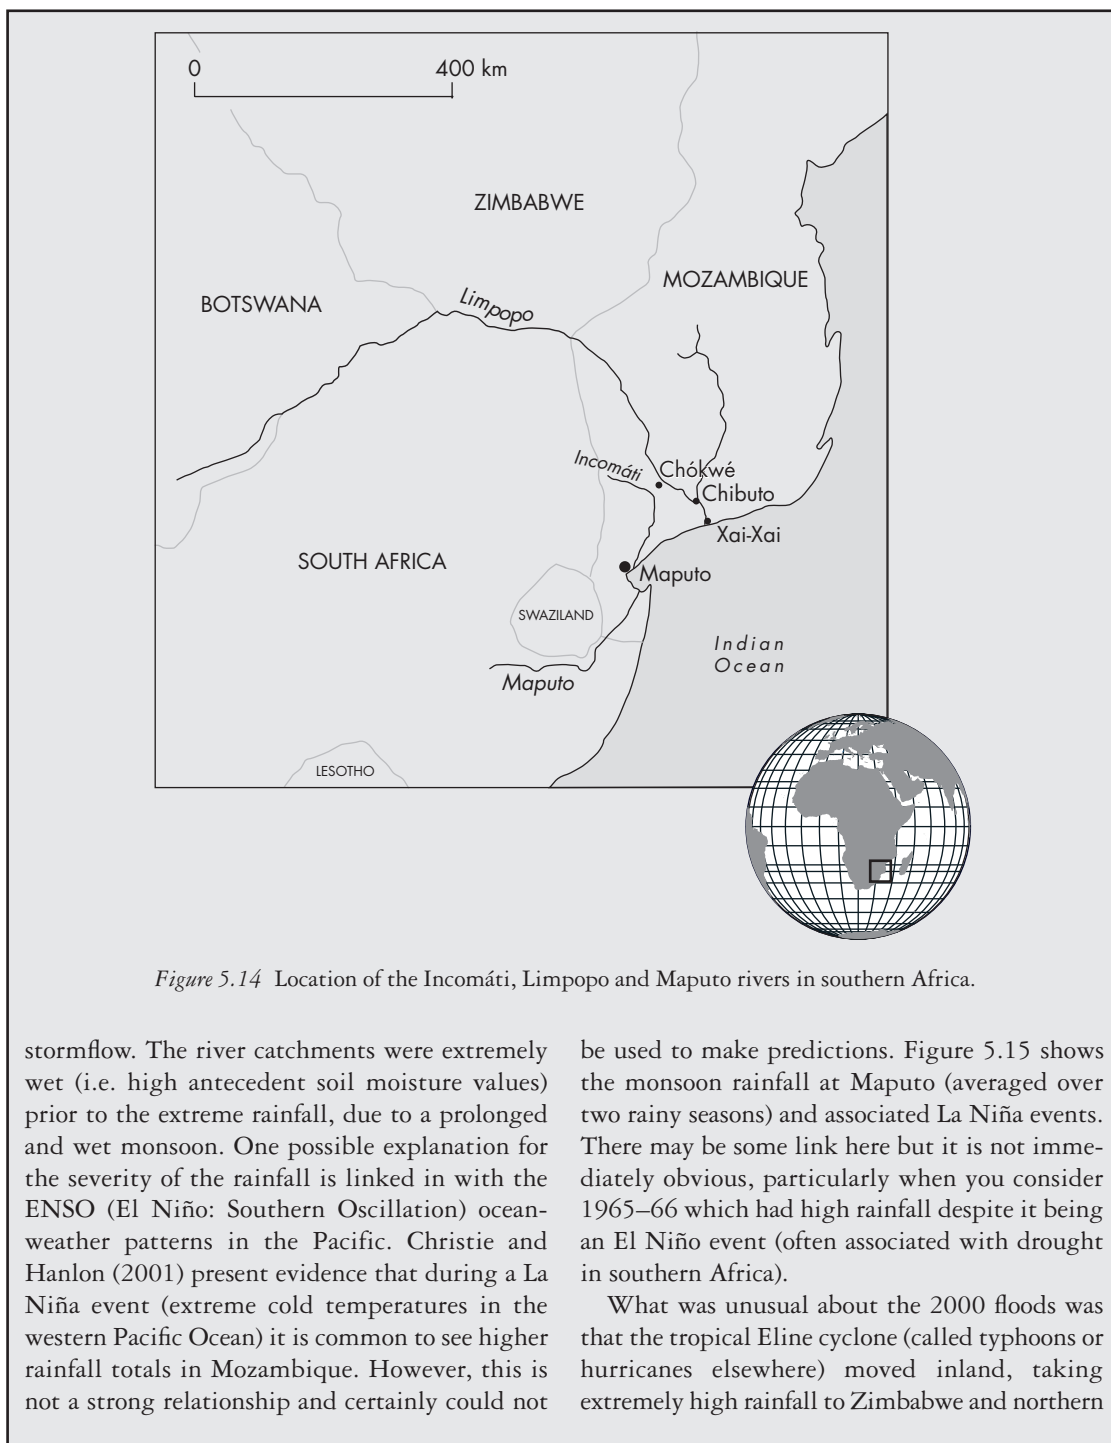 0 400 km
ZIMBABWE
MOZAMBIQUE
BOTSWANA
Limpopo
Incomáti
Chókwé
Chibuto
Xai-Xai
SOUTH AFRICA
Maputo
SWAZILAND
Indian
Ocean
Maputo
LESOTHO
Figure 5.14 Location of the Incomáti, Limpopo and Maputo rivers in southern Africa.
stormflow. The river catchments were extremely
wet (i.e. high antecedent soil moisture values)
prior to the extreme rainfall, due to a prolonged
and wet monsoon. One possible explanation for
the severity of the rainfall is linked in with the
ENSO (El Niño: Southern Oscillation) ocean-
weather patterns in the Pacific. Christie and
Hanlon (2001) present evidence that during a La
Niña event (extreme cold temperatures in the
western Pacific Ocean) it is common to see higher
rainfall totals in Mozambique. However, this is
not a strong relationship and certainly could not
be used to make predictions. Figure 5.15 shows
the monsoon rainfall at Maputo (averaged over
two rainy seasons) and associated La Niña events.
There may be some link here but it is not imme-
diately obvious, particularly when you consider
1965–66 which had high rainfall despite it being
an El Niño event (often associated with drought
in southern Africa).
What was unusual about the 2000 floods was
that the tropical Eline cyclone (called typhoons or
hurricanes elsewhere) moved inland, taking
extremely high rainfall to Zimbabwe and northern